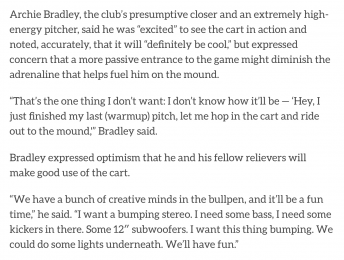 Archie Bradley, the club's presumptive closer and an extremely high-
energy pitcher, said he was "excited" to see the cart in action and
noted, accurately, that it will "definitely be cool," but expressed
concern that a more passive entrance to the game might diminish the
adrenaline that helps fuel him on the mound.
"That's the one thing I don't want: I don't know how it'll be — 'Hey, I
just finished my last (warmup) pitch, let me hop in the cart and ride
out to the mound,'" Bradley said.
Bradley expressed optimism that he and his fellow relievers will
make good use of the cart.
"We have a bunch of creative minds in the bullpen, and it'll be a fun
time," he said. "I want a bumping stereo. I need some bass, I need some
kickers in there. Some 12" subwoofers. I want this thing bumping. We
could do some lights underneath. We'll have fun."